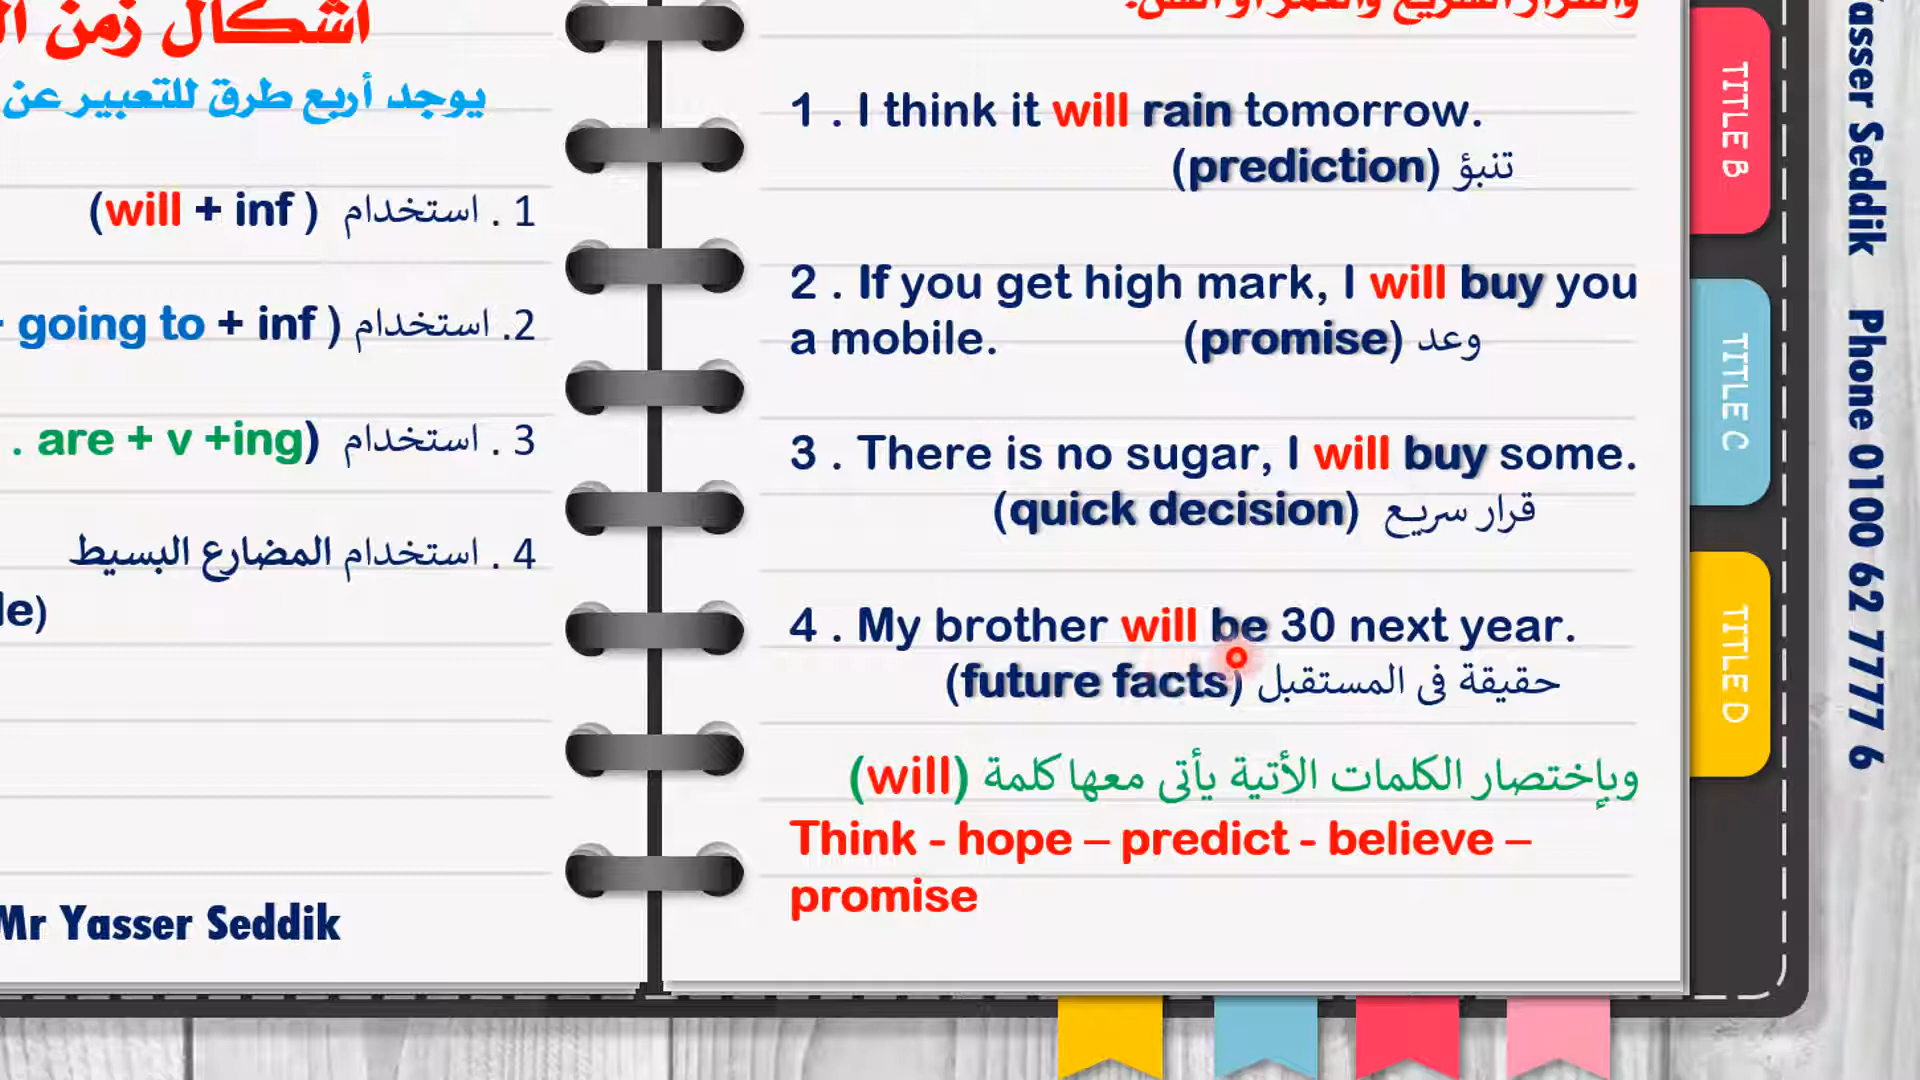 اشكال زمن
يوجد أربع طرق للتعبير عن
1 . استخدام (will + inf )
2. استخدام going to + inf )
3 . استخدام . are + v +ing)
4 . استخدام المضارع البسيط
le)
Mr Yasser Seddik
1 . I think it will rain tomorrow.
(prediction) تنبؤ
2 . If you get high mark, I will buy you
a mobile. (promise) وعد
3 . There is no sugar, I will buy some.
(quick decision) قرار سريع
4 . My brother will be 30 next year.
(future facts) حقيقة فى المستقبل
وبإختصار الكلمات الأتية يأتى معها كلمة (will)
Think - hope – predict - believe –
promise
TITLE B
TITLE C
TITLE D
asser Seddik Phone 0100 62 7777 6